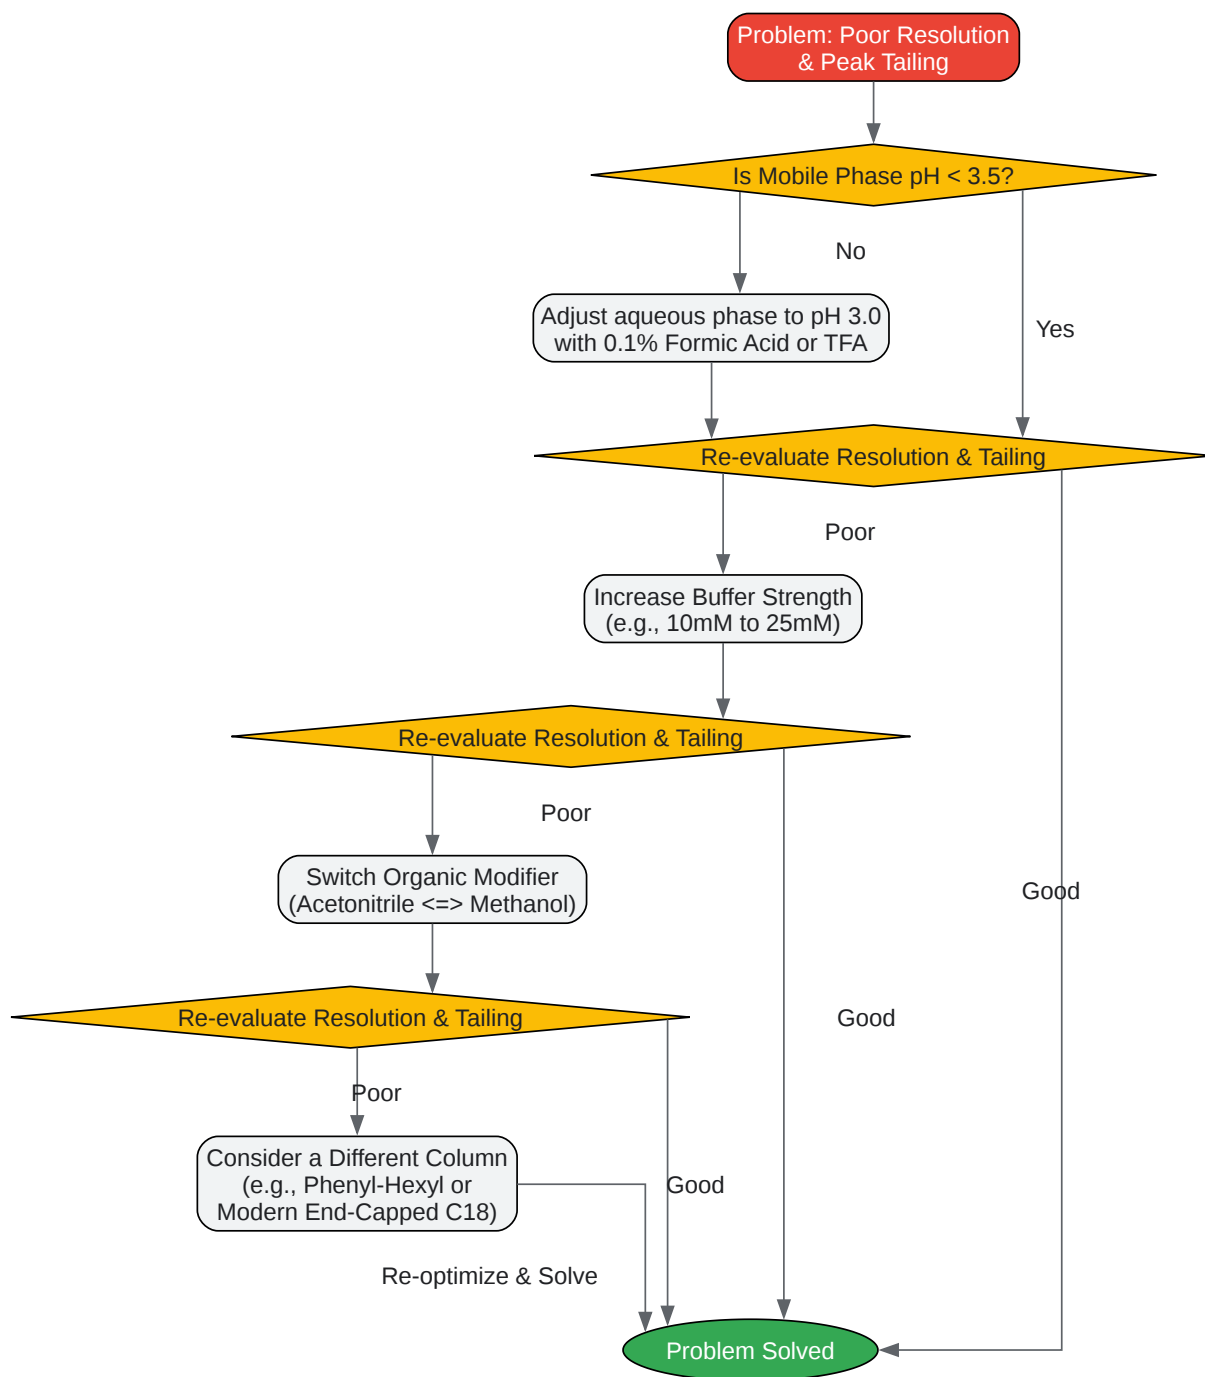 Problem: Poor Resolution
& Peak Tailing
Is Mobile Phase pH < 3.5?
No
Adjust aqueous phase to pH 3.0
with 0.1% Formic Acid or TFA
Yes
Re-evaluate Resolution & Tailing
Poor
Increase Buffer Strength
(e.g., 10mM to 25mM)
Re-evaluate Resolution & Tailing
Poor
Switch Organic Modifier
(Acetonitrile <=> Methanol)
Good
Re-evaluate Resolution & Tailing
Good
Poor
Consider a Different Column
(e.g., Phenyl-Hexyl or
Modern End-Capped C18)
Good
Re-optimize & Solve
Problem Solved